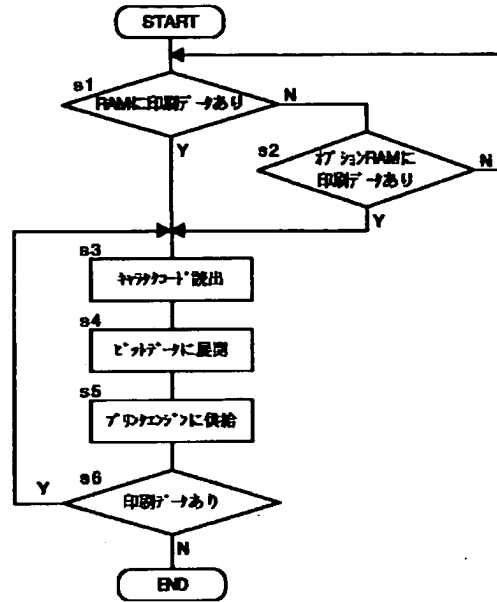 START
s1
RAMに印刷データあり
N
Y
s2
オプションRAMに
印刷データあり
N
Y
s3
キャラクタコード読出
s4
ビットデータに展開
s5
プリンタエンジンに供給
s6
印刷データあり
Y
N
END